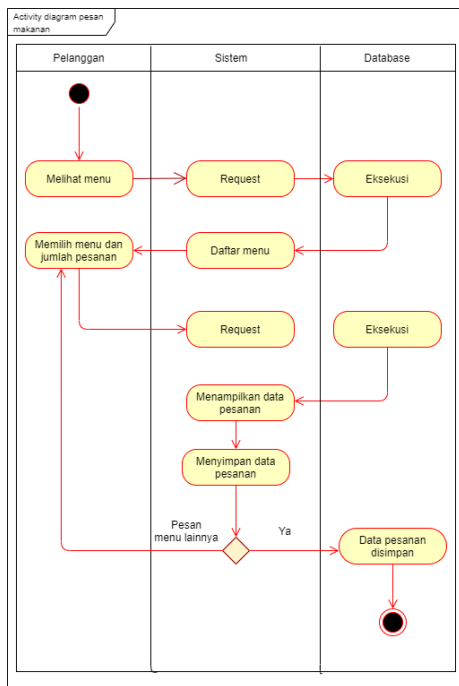 Activity diagram pesan
makanan
Pelanggan
Sistem
Database
Melihat menu
Request
Eksekusi
Memilih menu dan
jumlah pesanan
Daftar menu
Request
Eksekusi
Menampilkan data
pesanan
Menyimpan data
pesanan
Pesan
menu lainnya
Ya
Data pesanan
disimpan